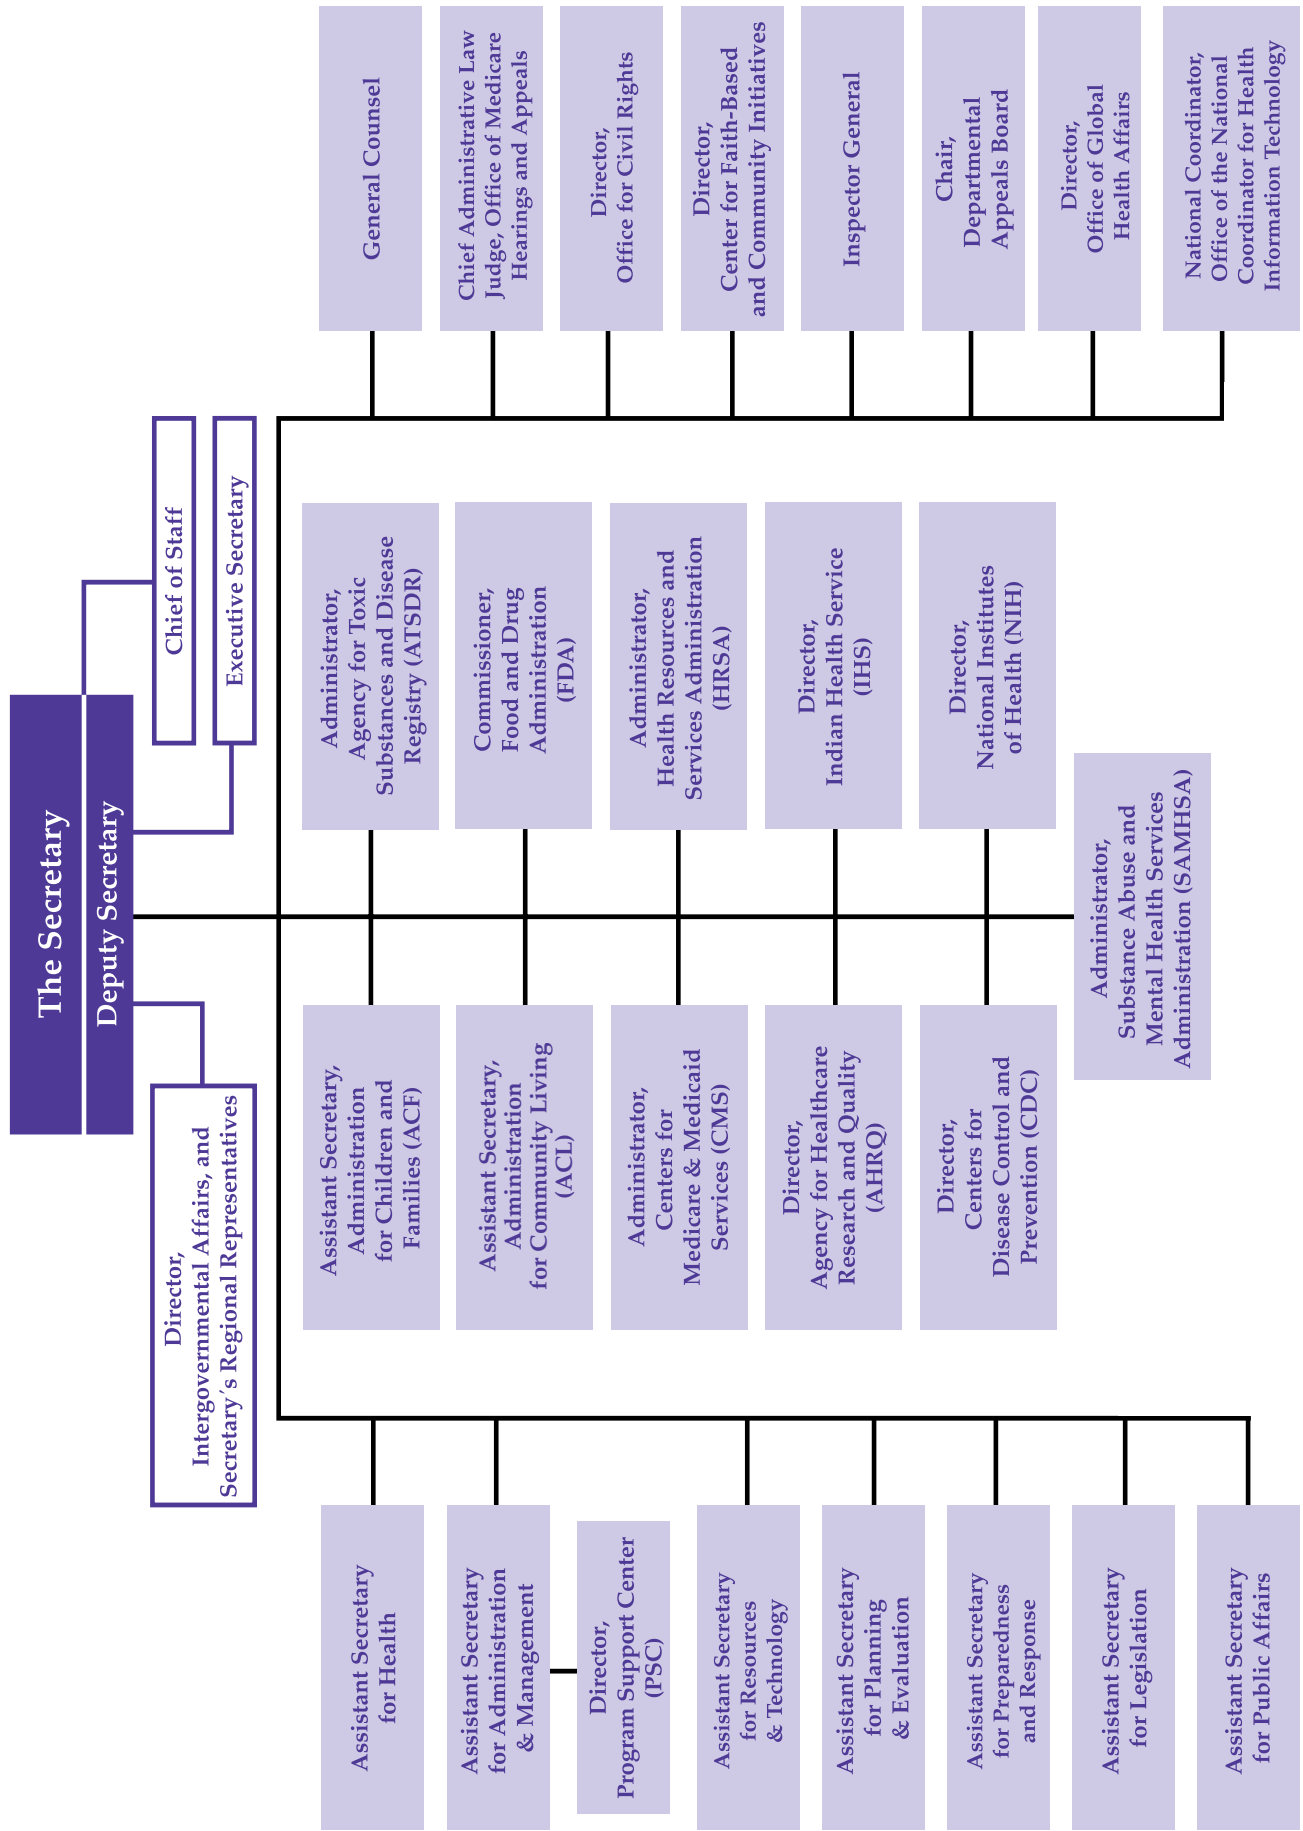 The Secretary
Deputy Secretary
Director,
Intergovernmental Affairs, and
Secretary´s Regional Representatives
Chief of Staff
Executive Secretary
Assistant Secretary
for Health
Assistant Secretary
for Administration
& Management
Director,
Program Support Center
(PSC)
Assistant Secretary
for Resources
& Technology
Assistant Secretary
for Planning
& Evaluation
Assistant Secretary
for Preparedness
and Response
Assistant Secretary
for Legislation
Assistant Secretary
for Public Affairs
Assistant Secretary,
Administration
for Children and
Families (ACF)
Assistant Secretary,
Administration
for Community Living
(ACL)
Administrator,
Centers for
Medicare & Medicaid
Services (CMS)
Director,
Agency for Healthcare
Research and Quality
(AHRQ)
Director,
Centers for
Disease Control and
Prevention (CDC)
Administrator,
Agency for Toxic
Substances and Disease
Registry (ATSDR)
Commissioner,
Food and Drug
Administration
(FDA)
Administrator,
Health Resources and
Services Administration
(HRSA)
Director,
Indian Health Service
(IHS)
Director,
National Institutes
of Health (NIH)
Administrator,
Substance Abuse and
Mental Health Services
Administration (SAMHSA)
General Counsel
Chief Administrative Law
Judge, Office of Medicare
Hearings and Appeals
Director,
Office for Civil Rights
Director,
Center for Faith-Based
and Community Initiatives
Inspector General
Chair,
Departmental
Appeals Board
Director,
Office of Global
Health Affairs
National Coordinator,
Office of the National
Coordinator for Health
Information Technology